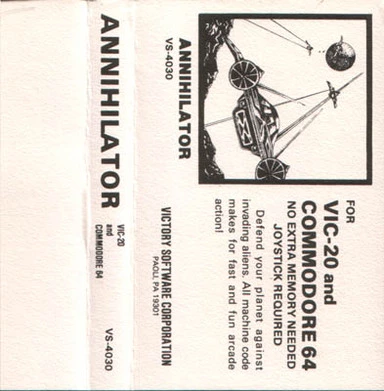 FOR
VIC-20 and
COMMODORE 64
NO EXTRA MEMORY NEEDED
JOYSTICK REQUIRED
Defend your planet against
invading aliens. All machine code
makes for fast and fun arcade
action!
ANNIHILATOR
VS-4030
VICTORY SOFTWARE CORPORATION
PAOLI, PA 19301
ANNIHILATOR
VIC-20
and
COMMODORE 64
VS-4030